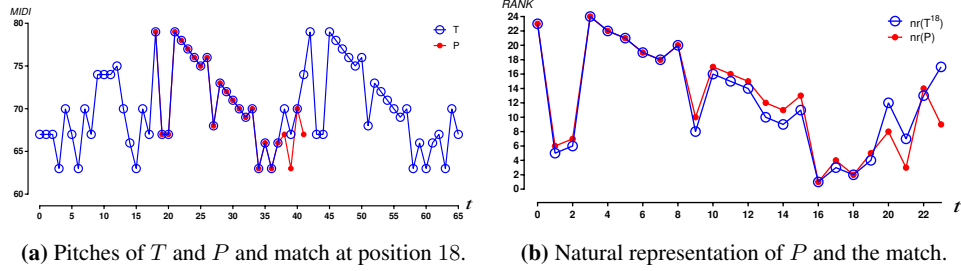 MIDI
80
75
70
65
60
0 5 10 15 20 25 30 35 40 45 50 55 60 65 t
T
P
(a) Pitches of T and P and match at position 18.
RANK
24
22
20
18
16
14
12
10
8
6
4
2
0
0 2 4 6 8 10 12 14 16 18 20 22 t
nr(T¹⁸)
nr(P)
(b) Natural representation of P and the match.